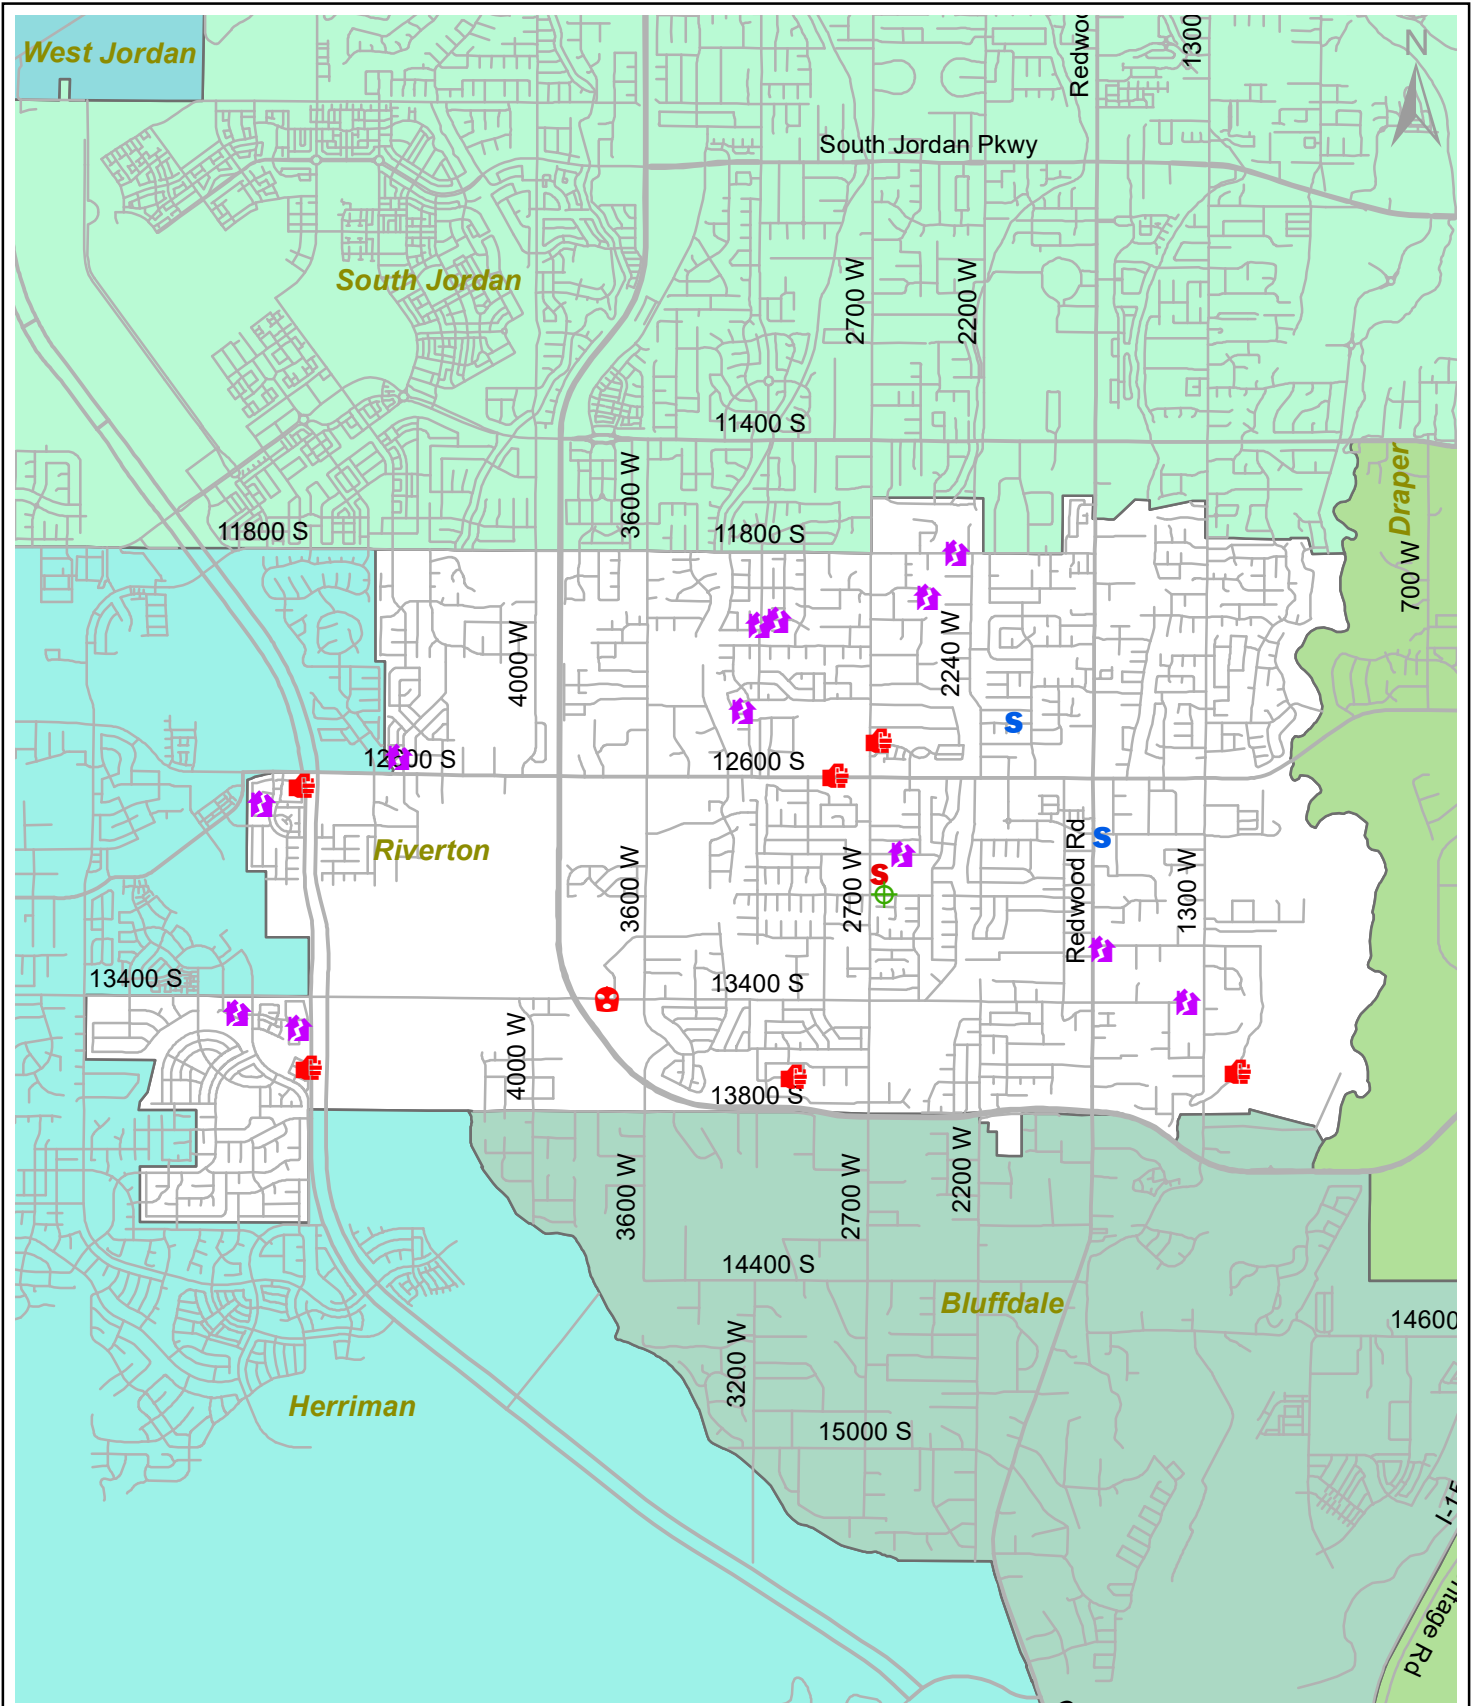 West Jordan
Redwoo
1300
N
South Jordan Pkwy
South Jordan
2700 W
2200 W
11400 S
3600 W
Draper
11800 S
11800 S
700 W
4000 W
2240 W
S
12600 S
12600 S
Riverton
S
Redwood Rd
3600 W
2700 W
S
1300 W
13400 S
13400 S
4000 W
13800 S
3600 W
2700 W
2200 W
14400 S
Bluffdale
14600
3200 W
Herriman
15000 S
I-15
ntage Rd